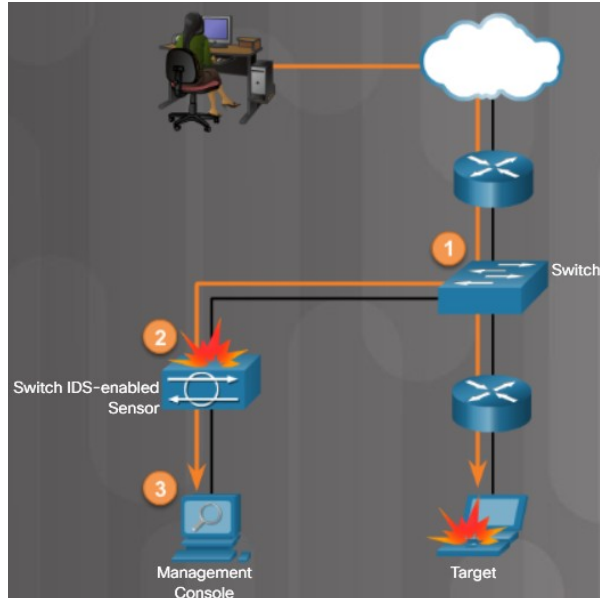 1
Switch
2
Switch IDS-enabled
Sensor
3
Management
Console
Target